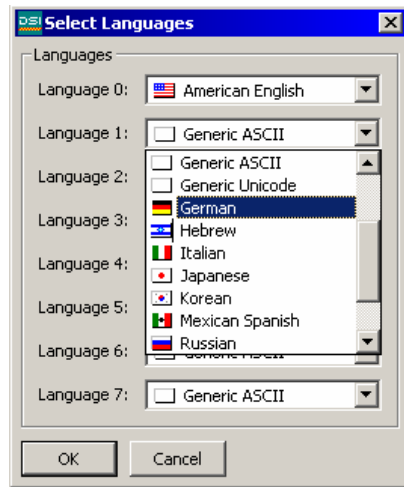 DSI Select Languages
Languages
Language 0: American English
Language 1: Generic ASCII
Generic ASCII
Language 2: Generic Unicode
German
Language 3: Hebrew
Italian
Language 4: Japanese
Korean
Language 5: Mexican Spanish
Language 6: Russian
Language 7: Generic ASCII
OK Cancel